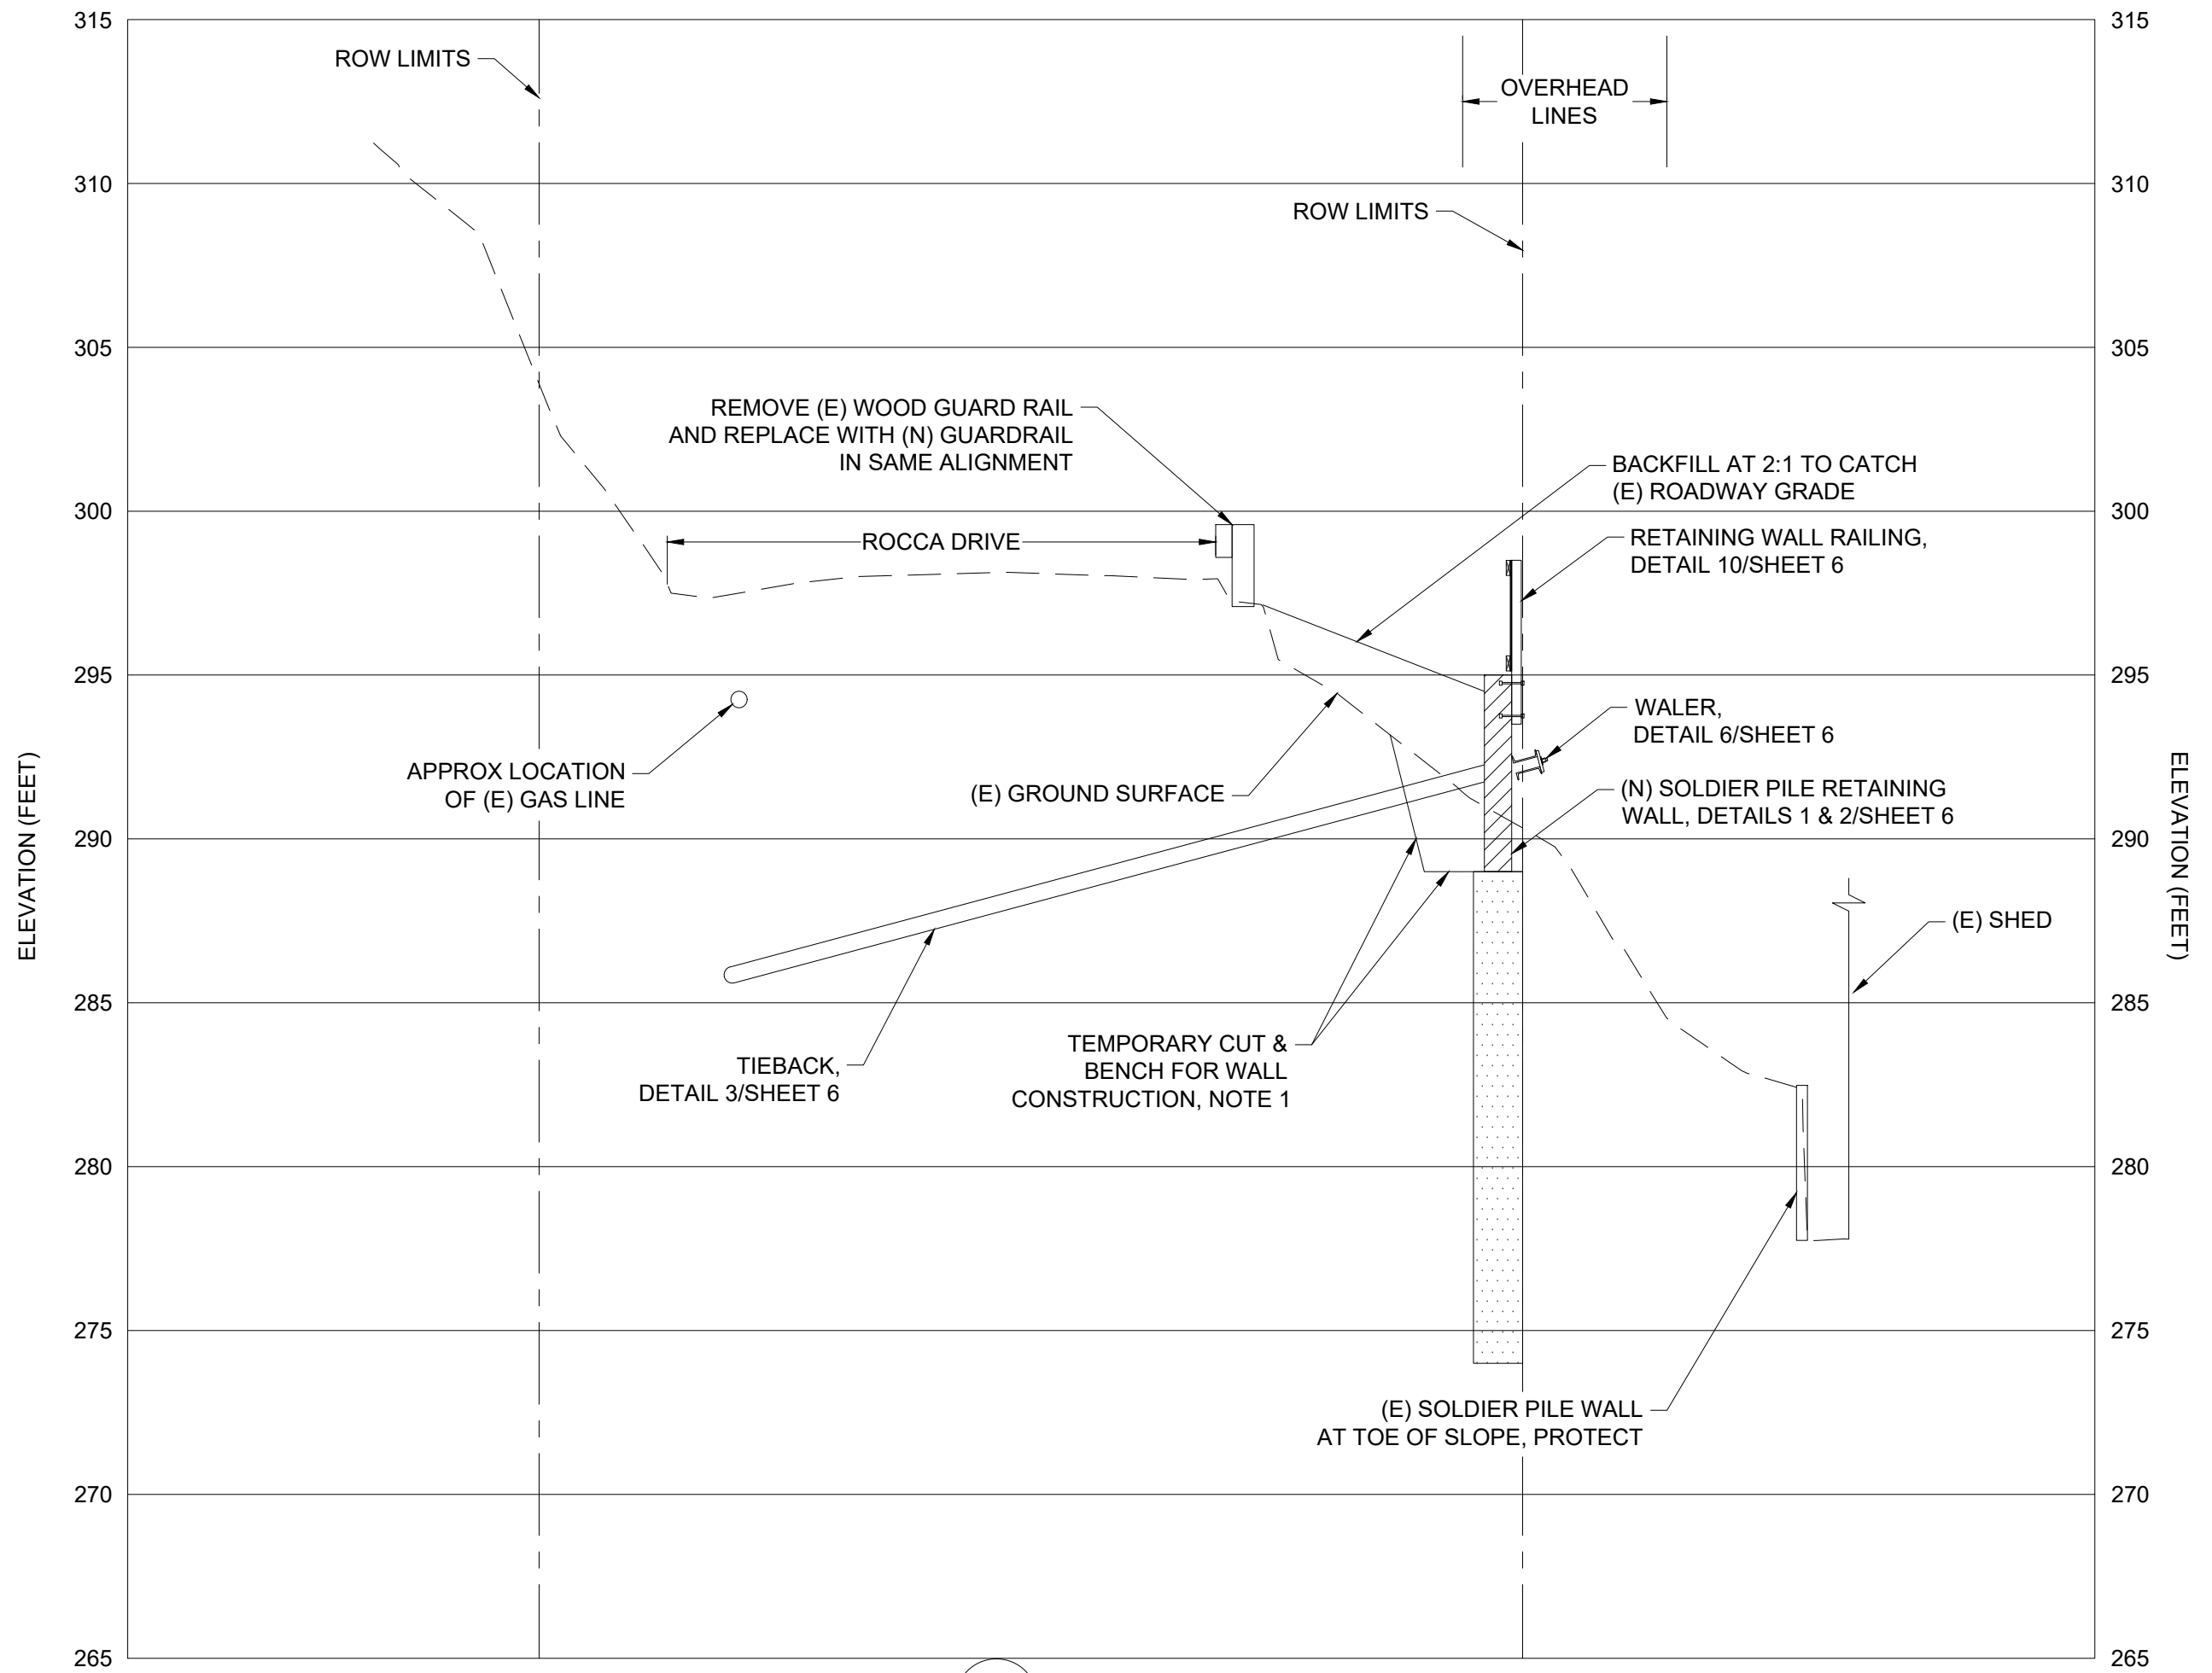 315
315
ROW LIMITS
OVERHEAD
LINES
310
310
ROW LIMITS
305
305
REMOVE (E) WOOD GUARD RAIL
AND REPLACE WITH (N) GUARDRAIL
IN SAME ALIGNMENT
BACKFILL AT 2:1 TO CATCH
(E) ROADWAY GRADE
300
300
ROCCA DRIVE
RETAINING WALL RAILING,
DETAIL 10/SHEET 6
295
295
WALER,
DETAIL 6/SHEET 6
APPROX LOCATION
OF (E) GAS LINE
(E) GROUND SURFACE
(N) SOLDIER PILE RETAINING
WALL, DETAILS 1 & 2/SHEET 6
ELEVATION (FEET)
ELEVATION (FEET)
290
290
(E) SHED
285
285
TIEBACK,
DETAIL 3/SHEET 6
TEMPORARY CUT &
BENCH FOR WALL
CONSTRUCTION, NOTE 1
280
280
275
275
(E) SOLDIER PILE WALL
AT TOE OF SLOPE, PROTECT
270
270
265
265